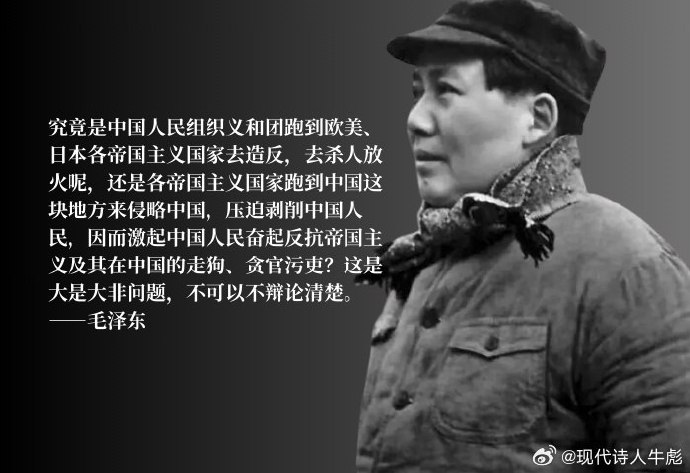 究竟是中国人民组织义和团跑到欧美、
日本各帝国主义国家去造反，去杀人放
火呢，还是各帝国主义国家跑到中国这
块地方来侵略中国，压迫剥削中国人
民，因而激起中国人民奋起反抗帝国主
义及其在中国的走狗、贪官污吏？这是
大是大非问题，不可以不辩论清楚。
——毛泽东
@现代诗人牛彪